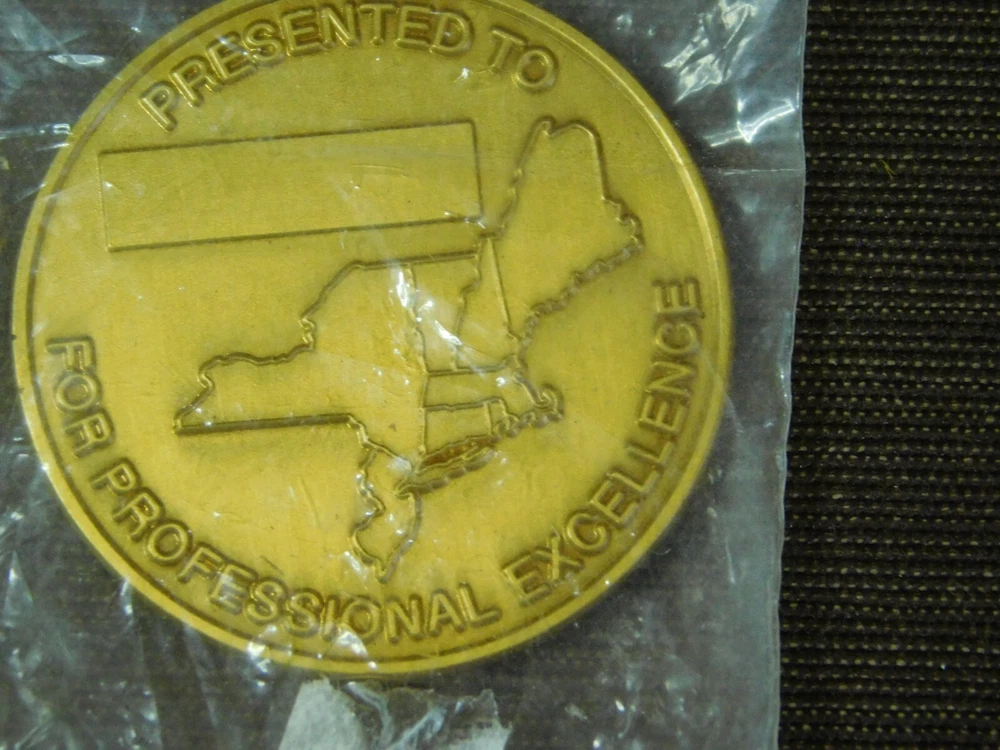 PRESENTED TO
FOR PROFESSIONAL EXCELLENCE